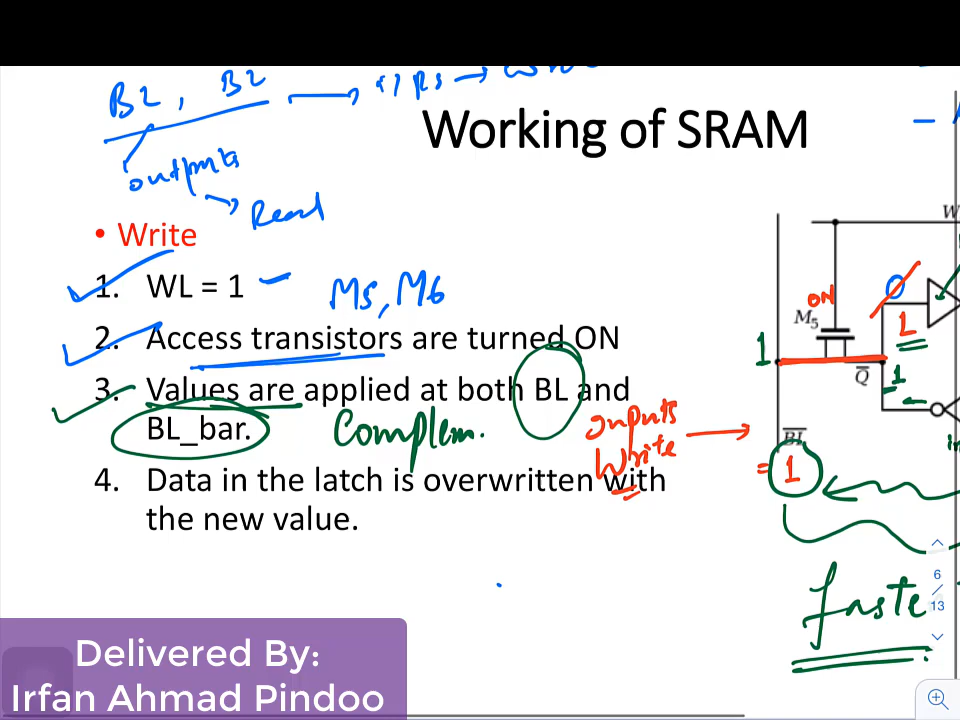 Working of SRAM
outputs
Read
• Write
1. WL = 1
M5, M6
2. Access transistors are turned ON
3. Values are applied at both BL and
BL_bar.
Complem.
inputs
Write
4. Data in the latch is overwritten with
the new value.
W
0
ON
M5
1
1
Q
1
BL
= 1
in
faste
6
13
Delivered By:
Irfan Ahmad Pindoo